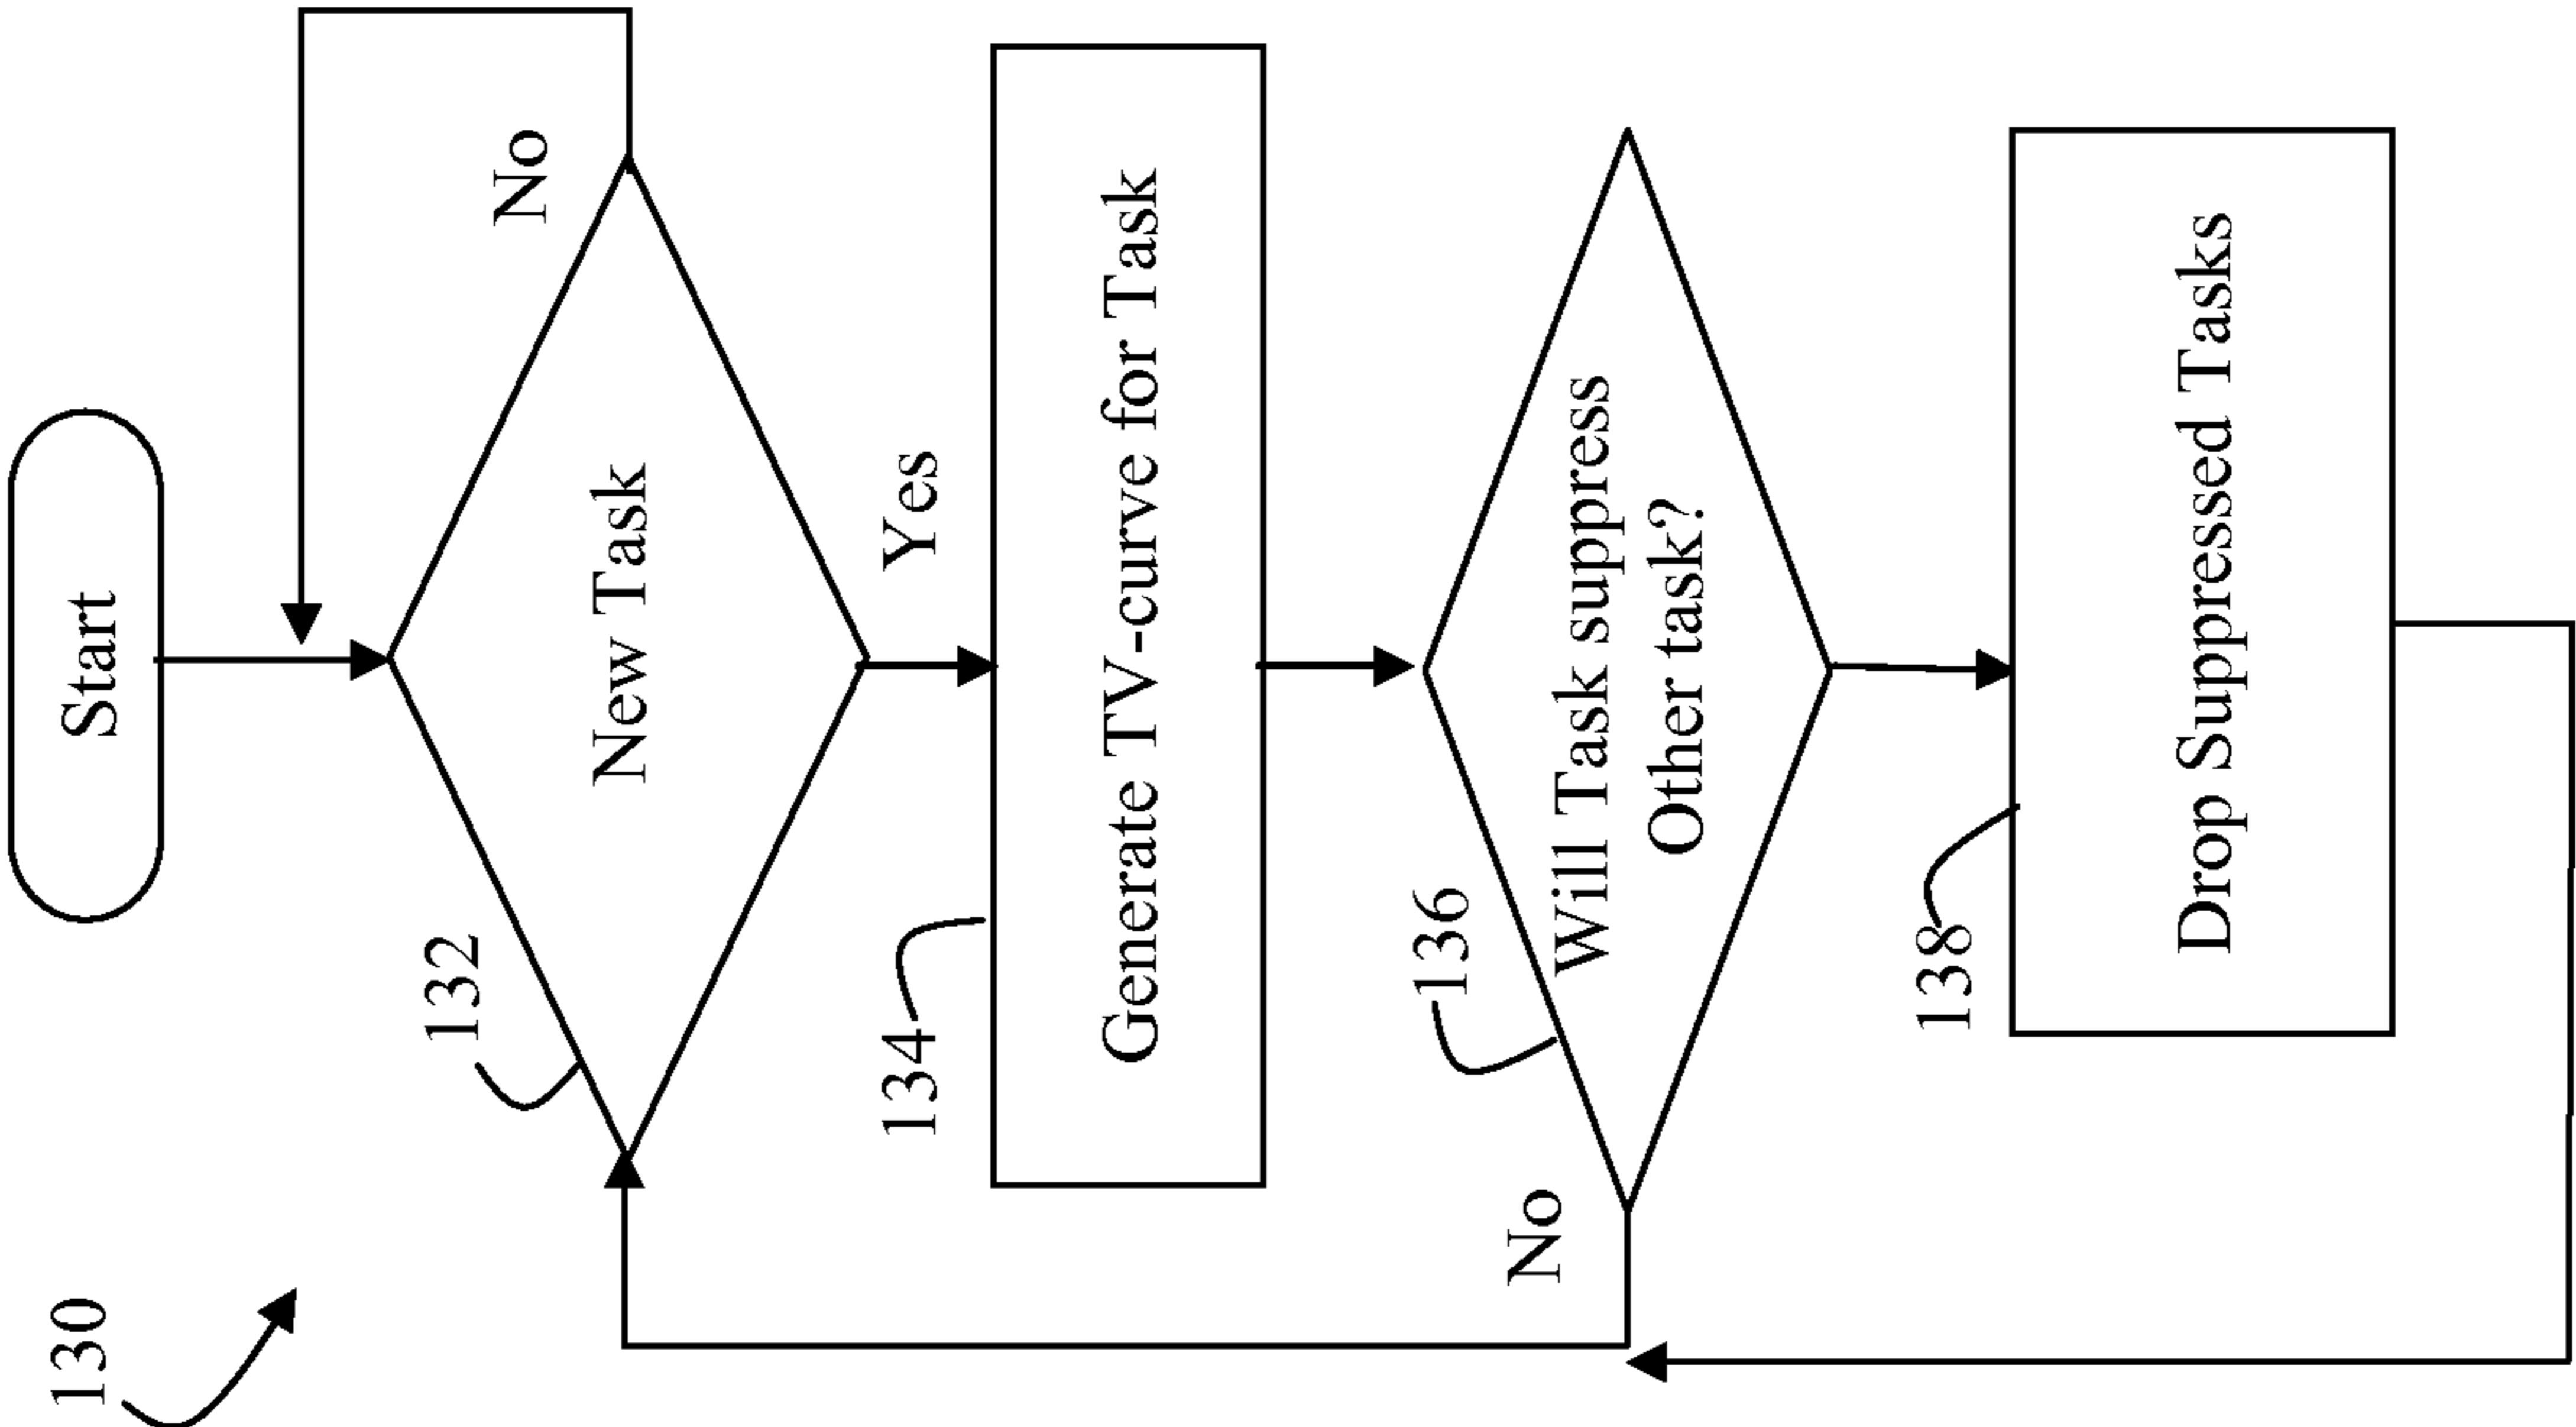 130
Start
No
132
New Task
Yes
134
Generate TV-curve for Task
136
Will Task suppress
Other task?
No
138
Drop Suppressed Tasks